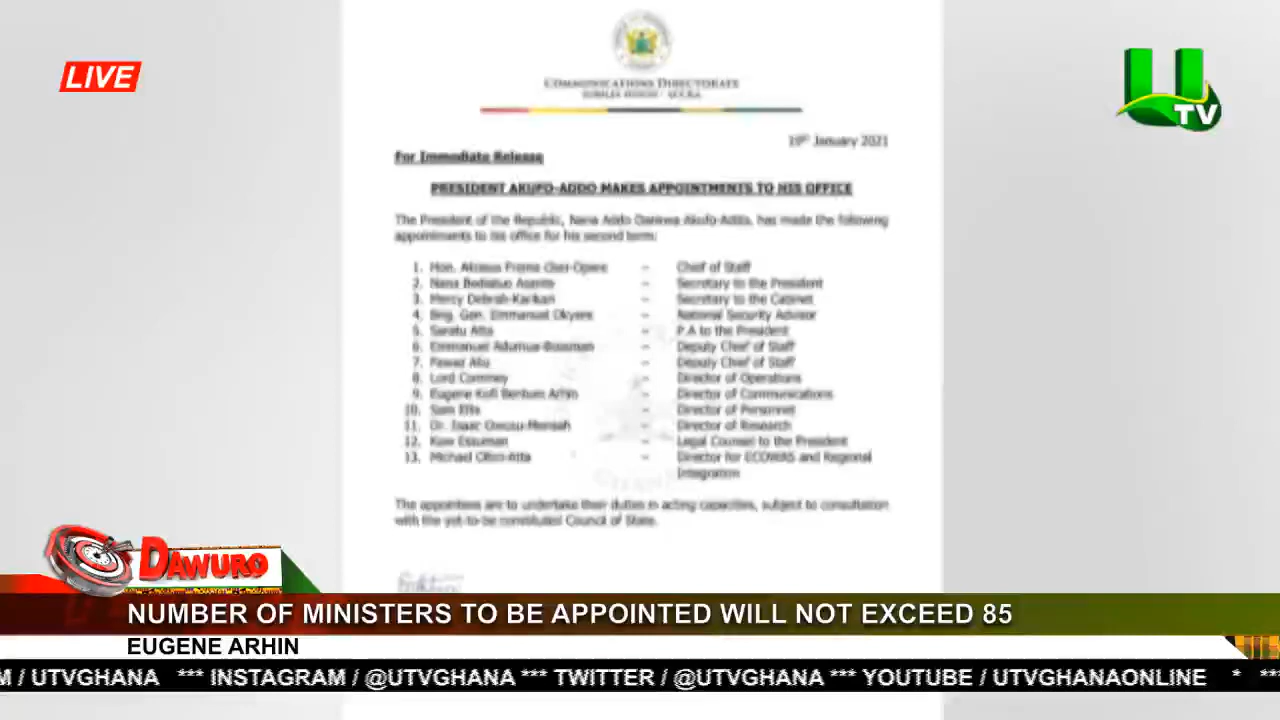 LIVE
U
TV
COMMUNICATIONS DIRECTORATE
JUBILEE HOUSE - ACCRA
January 2021
For Immediate Release
PRESIDENT AKUFO-ADDO MAKES APPOINTMENTS TO HIS OFFICE
The President of the Republic, Nana Addo Dankwa Akufo-Addo, has made the following
appointments to his office for his second term:
1. Hon. Akosua Frema Osei-Opare – Chief of Staff
2. Nana Bediatuo Asante – Secretary to the President
3. Mercy Debrah-Karikari – Secretary to the Cabinet
4. Brig. Gen. Emmanuel Okyere – National Security Advisor
5. Saratu Atta – P.A to the President
6. Emmanuel Adumua-Bossman – Deputy Chief of Staff
7. Fawaz Aliu – Deputy Chief of Staff
8. Lord Commey – Director of Operations
9. Eugene Kofi Bentum Arhin – Director of Communications
10. Sam Ellis – Director of Personnel
11. Dr. Isaac Owusu-Mensah – Director of Research
12. Kow Essuman – Legal Counsel to the President
13. Michael Ofori-Atta – Director for ECOWAS and Regional
Integration
The appointees are to undertake their duties in acting capacities, subject to consultation
with the yet-to-be constituted Council of State.
DAWURO
NUMBER OF MINISTERS TO BE APPOINTED WILL NOT EXCEED 85
EUGENE ARHIN
M / UTVGHANA *** INSTAGRAM / @UTVGHANA *** TWITTER / @UTVGHANA *** YOUTUBE / UTVGHANAONLINE * **